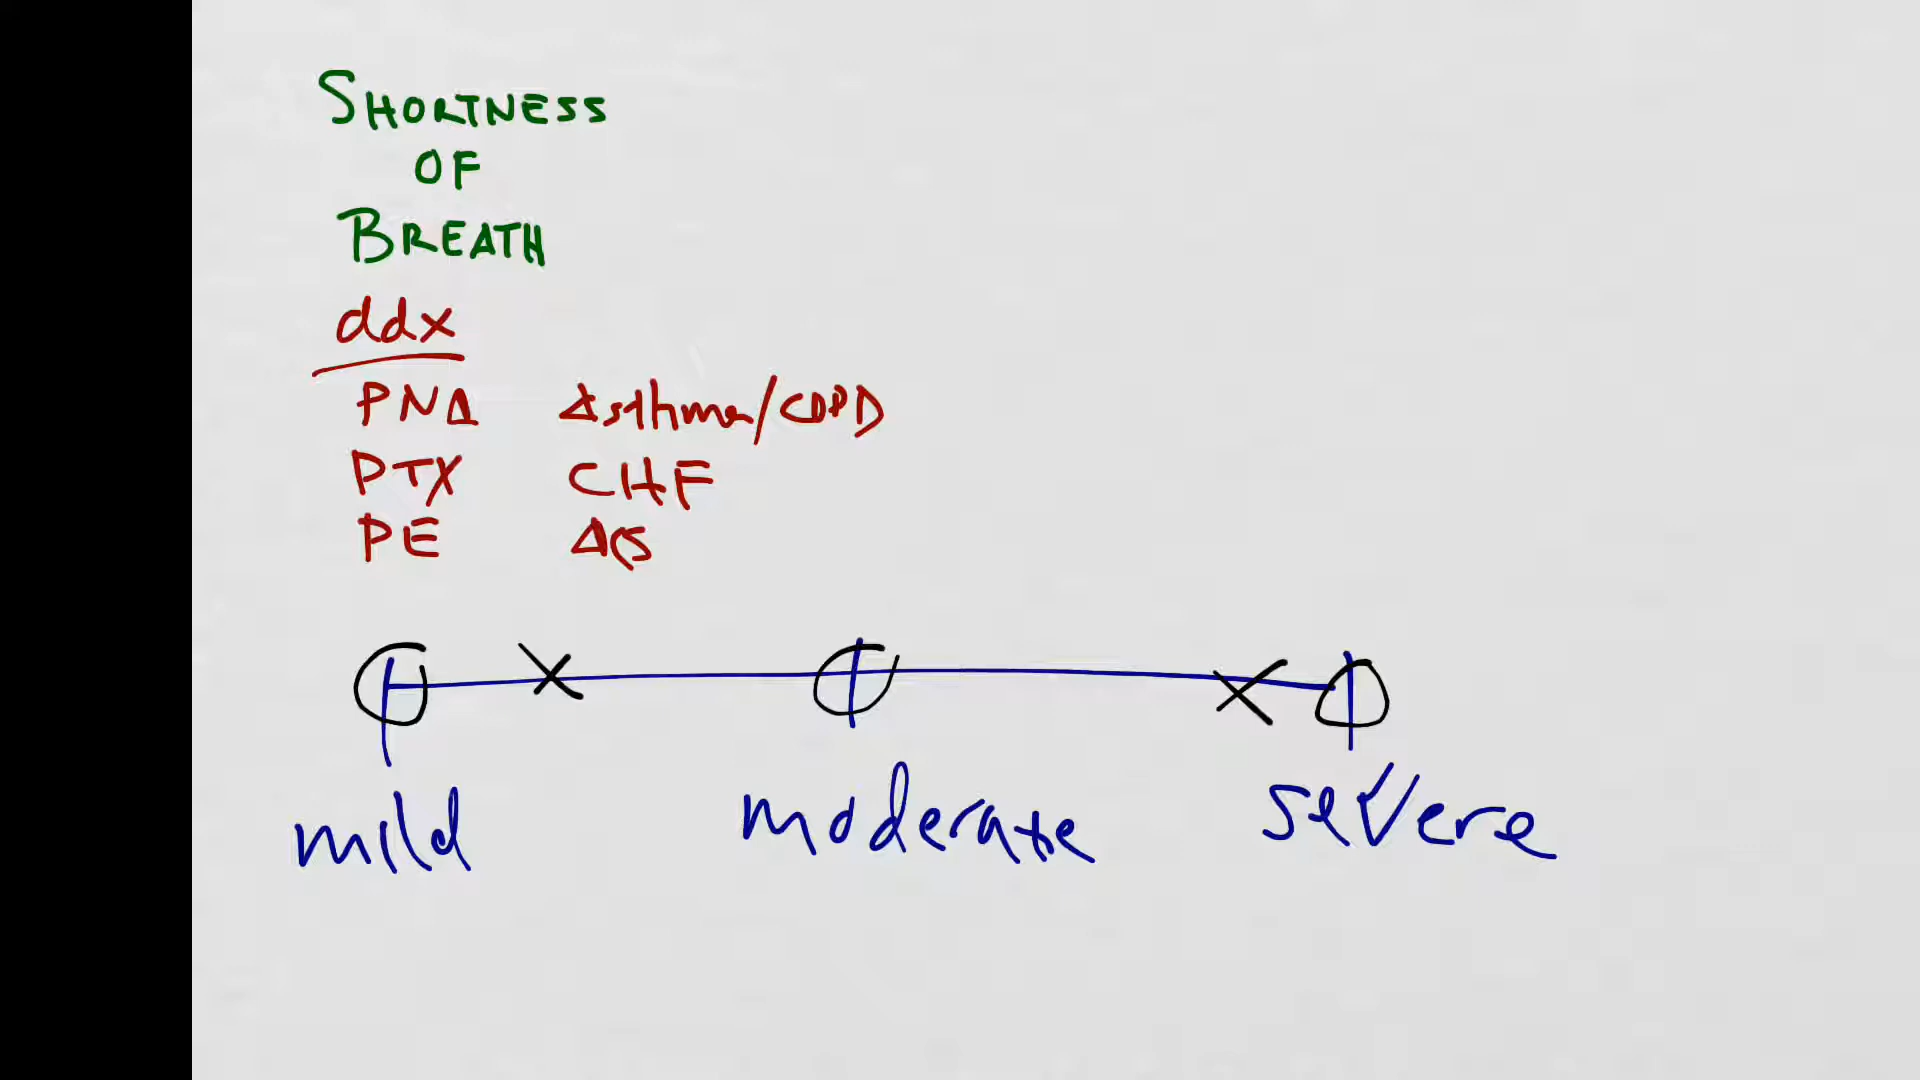 SHORTNESS
OF
BREATH
ddx
PNA Asthma/COPD
PTX CHF
PE ACS
mild moderate severe